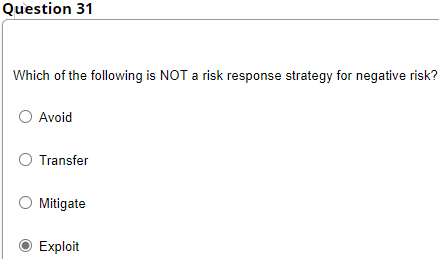 Question 31
Which of the following is NOT a risk response strategy for negative risk?
Avoid
Transfer
Mitigate
Exploit